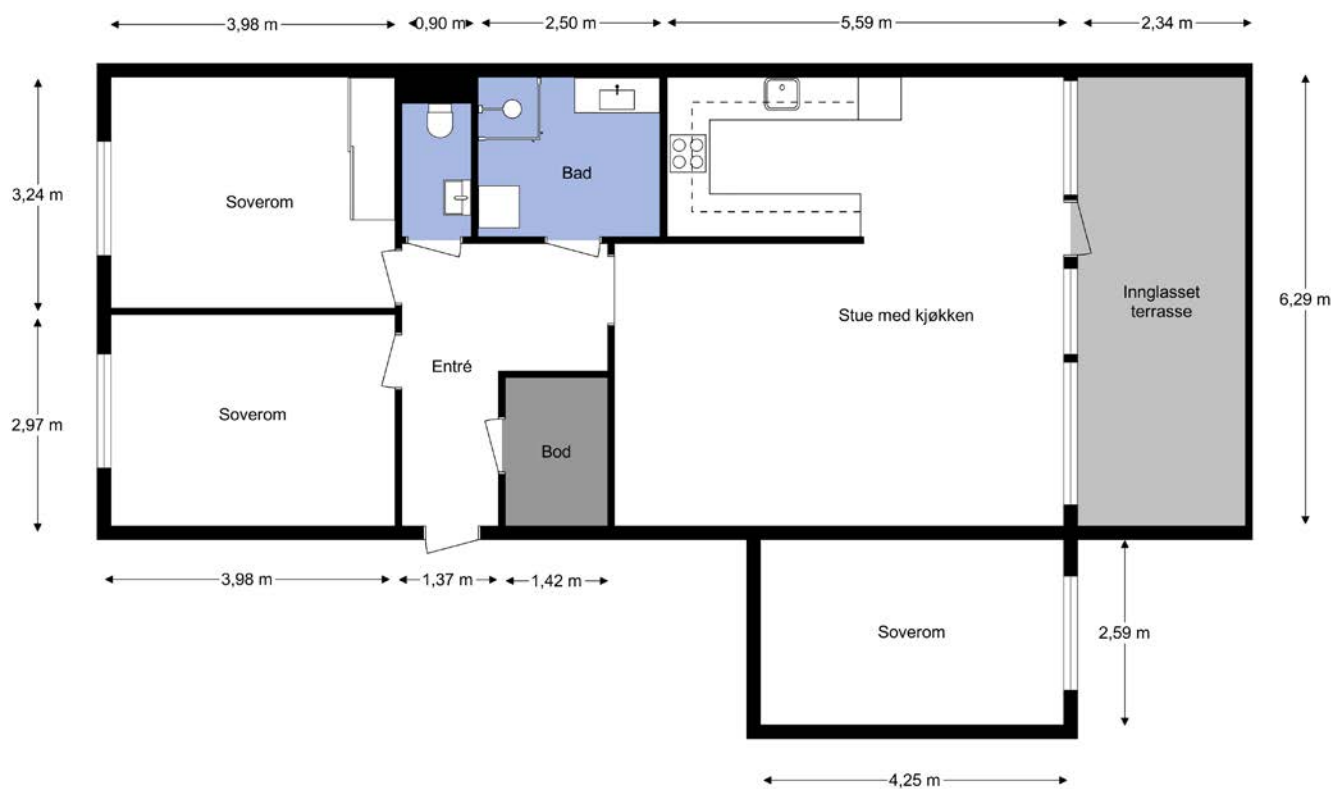 3,98 m
0,90 m
2,50 m
5,59 m
2,34 m
3,24 m
Soverom
Bad
Stue med kjøkken
Innglasset
terrasse
6,29 m
2,97 m
Soverom
Entré
Bod
3,98 m
1,37 m
1,42 m
Soverom
2,59 m
4,25 m